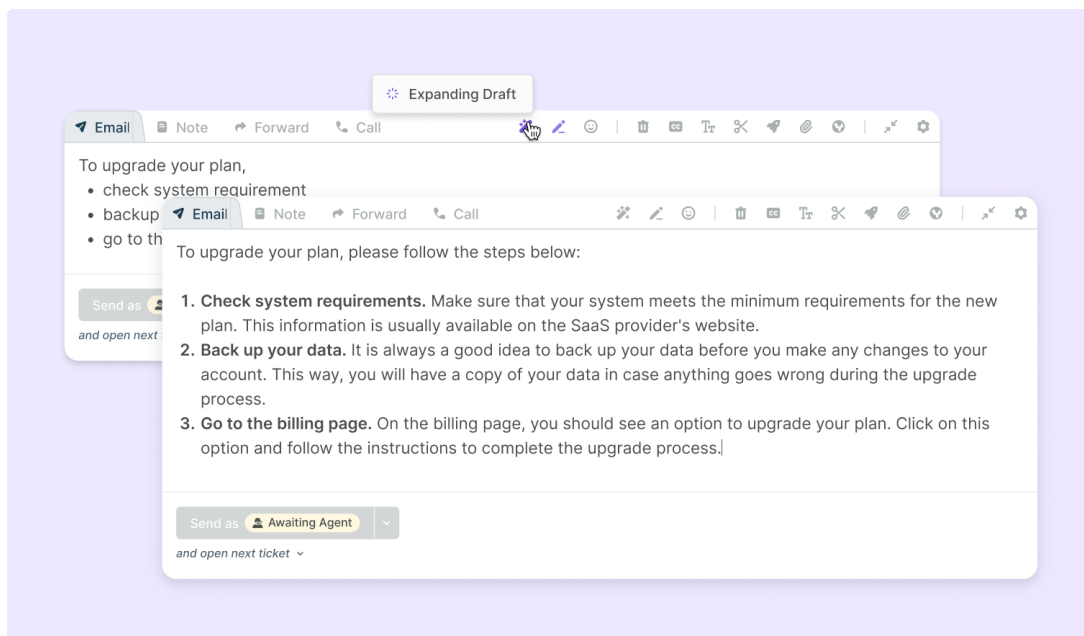 Expanding Draft
Email Note Forward Call
To upgrade your plan,
• check system requirement
• backup
• go to th
Send as
and open next
Email Note Forward Call
To upgrade your plan, please follow the steps below:
1. Check system requirements. Make sure that your system meets the minimum requirements for the new
plan. This information is usually available on the SaaS provider's website.
2. Back up your data. It is always a good idea to back up your data before you make any changes to your
account. This way, you will have a copy of your data in case anything goes wrong during the upgrade
process.
3. Go to the billing page. On the billing page, you should see an option to upgrade your plan. Click on this
option and follow the instructions to complete the upgrade process.
Send as Awaiting Agent
and open next ticket